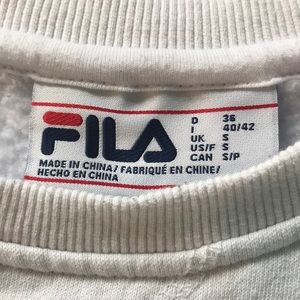 FILA
D 36
I 40/42
UK S
US/F S
CAN S/P
MADE IN CHINA/ FABRIQUÉ EN CHINE/
HECHO EN CHINA